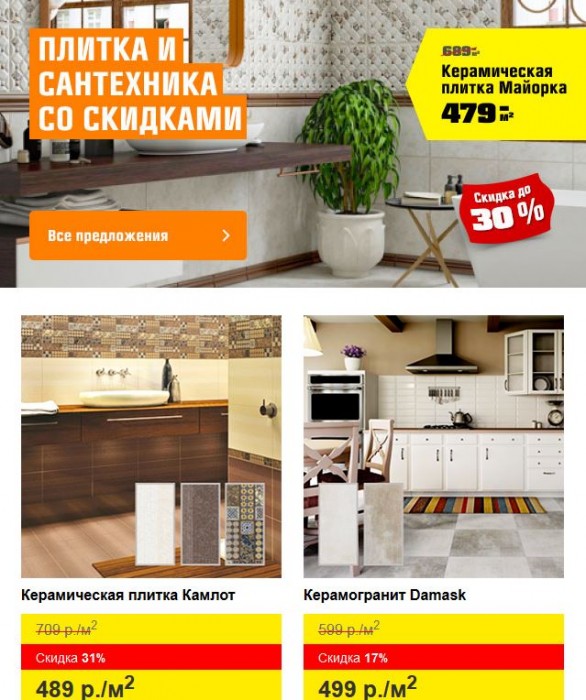 ПЛИТКА И
САНТЕХНИКА
СО СКИДКАМИ
689.-
Керамическая
плитка Майорка
479.- м²
Скидка до
30 %
Все предложения
Керамическая плитка Камлот
709 р./м²
Скидка 31%
489 р./м²
Керамогранит Damask
599 р./м²
Скидка 17%
499 р./м²